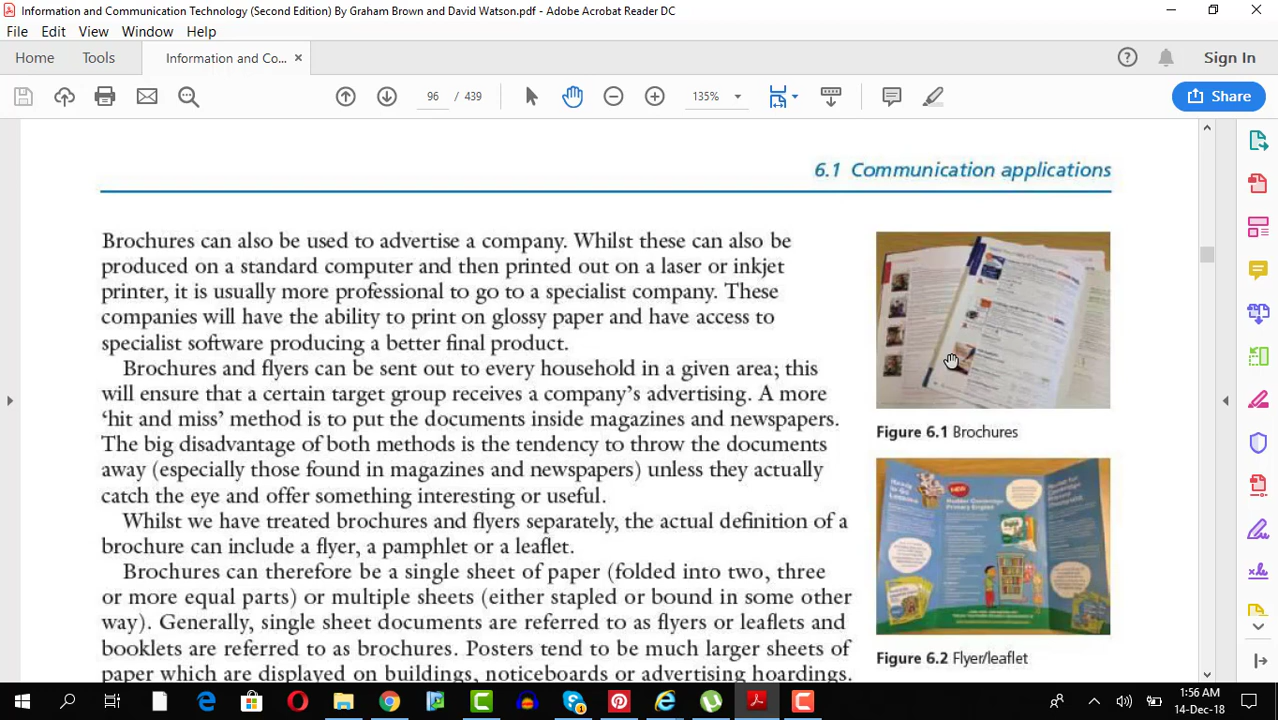 Information and Communication Technology (Second Edition) By Graham Brown and David Watson.pdf - Adobe Acrobat Reader DC
File Edit View Window Help
Home Tools Information and Co... × Sign In
96 / 439 135% Share
6.1 Communication applications
Brochures can also be used to advertise a company. Whilst these can also be
produced on a standard computer and then printed out on a laser or inkjet
printer, it is usually more professional to go to a specialist company. These
companies will have the ability to print on glossy paper and have access to
specialist software producing a better final product.
Brochures and flyers can be sent out to every household in a given area; this
will ensure that a certain target group receives a company's advertising. A more
'hit and miss' method is to put the documents inside magazines and newspapers.
The big disadvantage of both methods is the tendency to throw the documents
away (especially those found in magazines and newspapers) unless they actually
catch the eye and offer something interesting or useful.
Whilst we have treated brochures and flyers separately, the actual definition of a
brochure can include a flyer, a pamphlet or a leaflet.
Brochures can therefore be a single sheet of paper (folded into two, three
or more equal parts) or multiple sheets (either stapled or bound in some other
way). Generally, single sheet documents are referred to as flyers or leaflets and
booklets are referred to as brochures. Posters tend to be much larger sheets of
paper which are displayed on buildings, noticeboards or advertising hoardings.
Figure 6.1 Brochures
NEW
Figure 6.2 Flyer/leaflet
1:56 AM
14-Dec-18